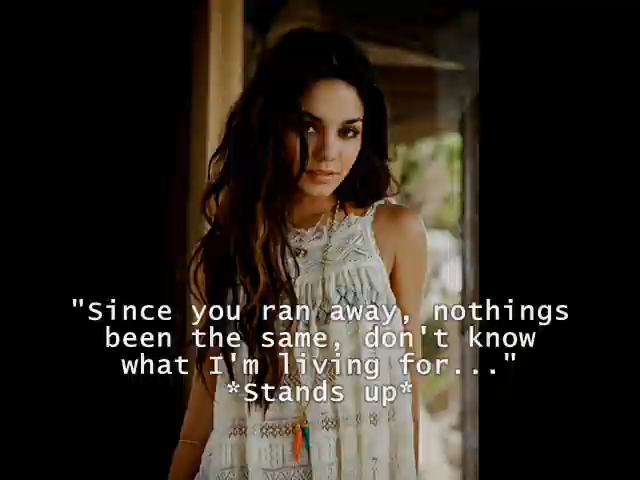 "Since you ran away, nothings
been the same, don't know
what I'm living for..."
*Stands up*